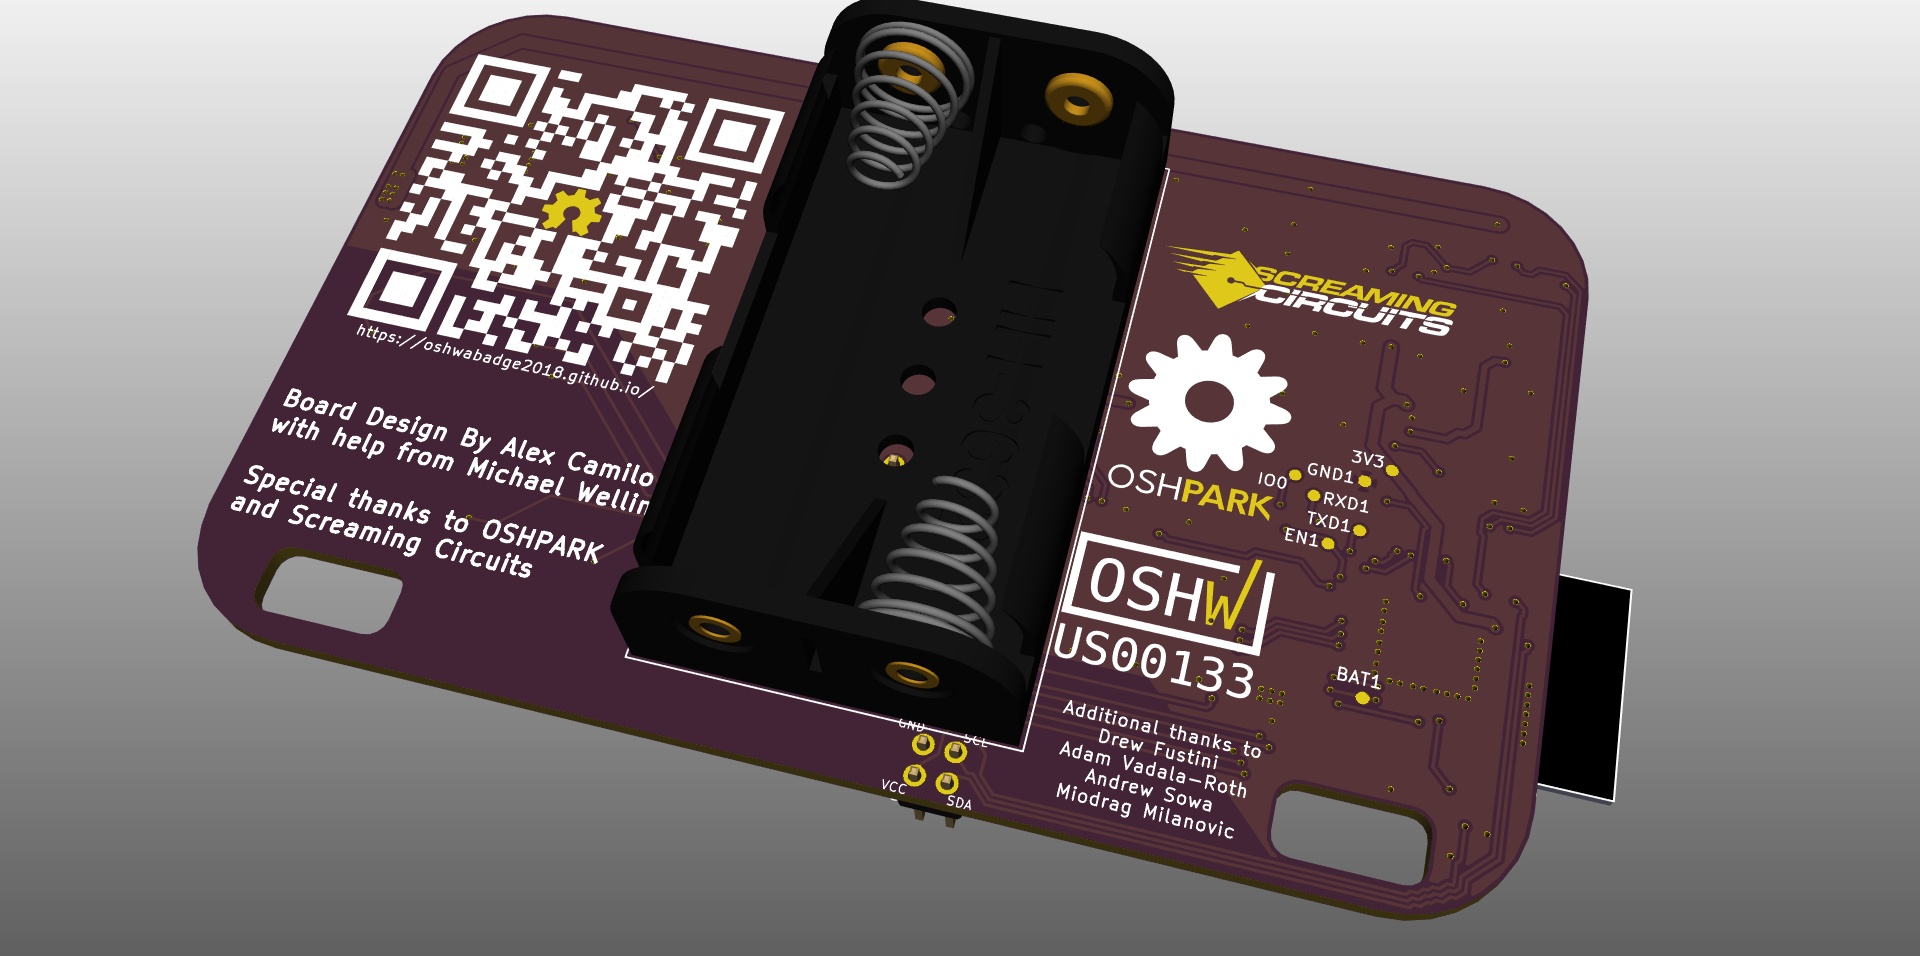 https://oshwabadge2018.github.io/
Board Design By Alex Camilo
with help from Michael Wellin
Special thanks to OSHPARK
and Screaming Circuits
SCREAMING
CIRCUITS
OSHPARK
3V3
IO0
GND1
RXD1
TXD1
EN1
OSHW
US00133
BAT1
Additional thanks to
Drew Fustini
Adam Vadala-Roth
Andrew Sowa
Miodrag Milanovic
GND
SCL
VCC
SDA